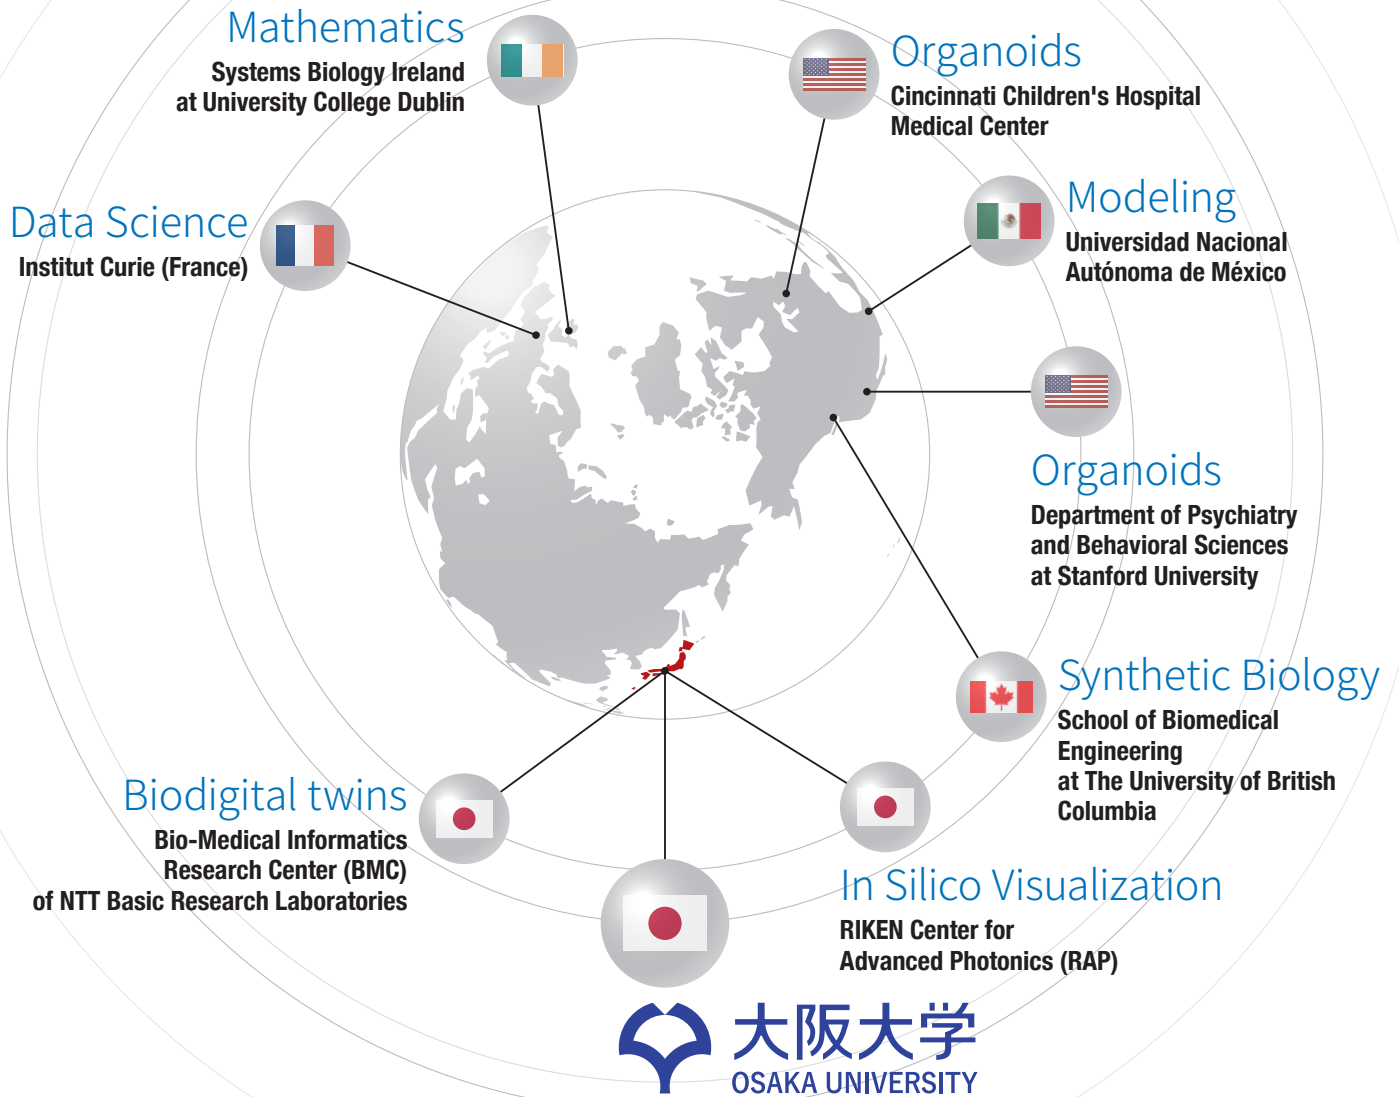 Mathematics
Systems Biology Ireland
at University College Dublin
Organoids
Cincinnati Children's Hospital
Medical Center
Data Science
Institut Curie (France)
Modeling
Universidad Nacional
Autónoma de México
Organoids
Department of Psychiatry
and Behavioral Sciences
at Stanford University
Synthetic Biology
School of Biomedical
Engineering
at The University of British
Columbia
Biodigital twins
Bio-Medical Informatics
Research Center (BMC)
of NTT Basic Research Laboratories
In Silico Visualization
RIKEN Center for
Advanced Photonics (RAP)
大阪大学
OSAKA UNIVERSITY